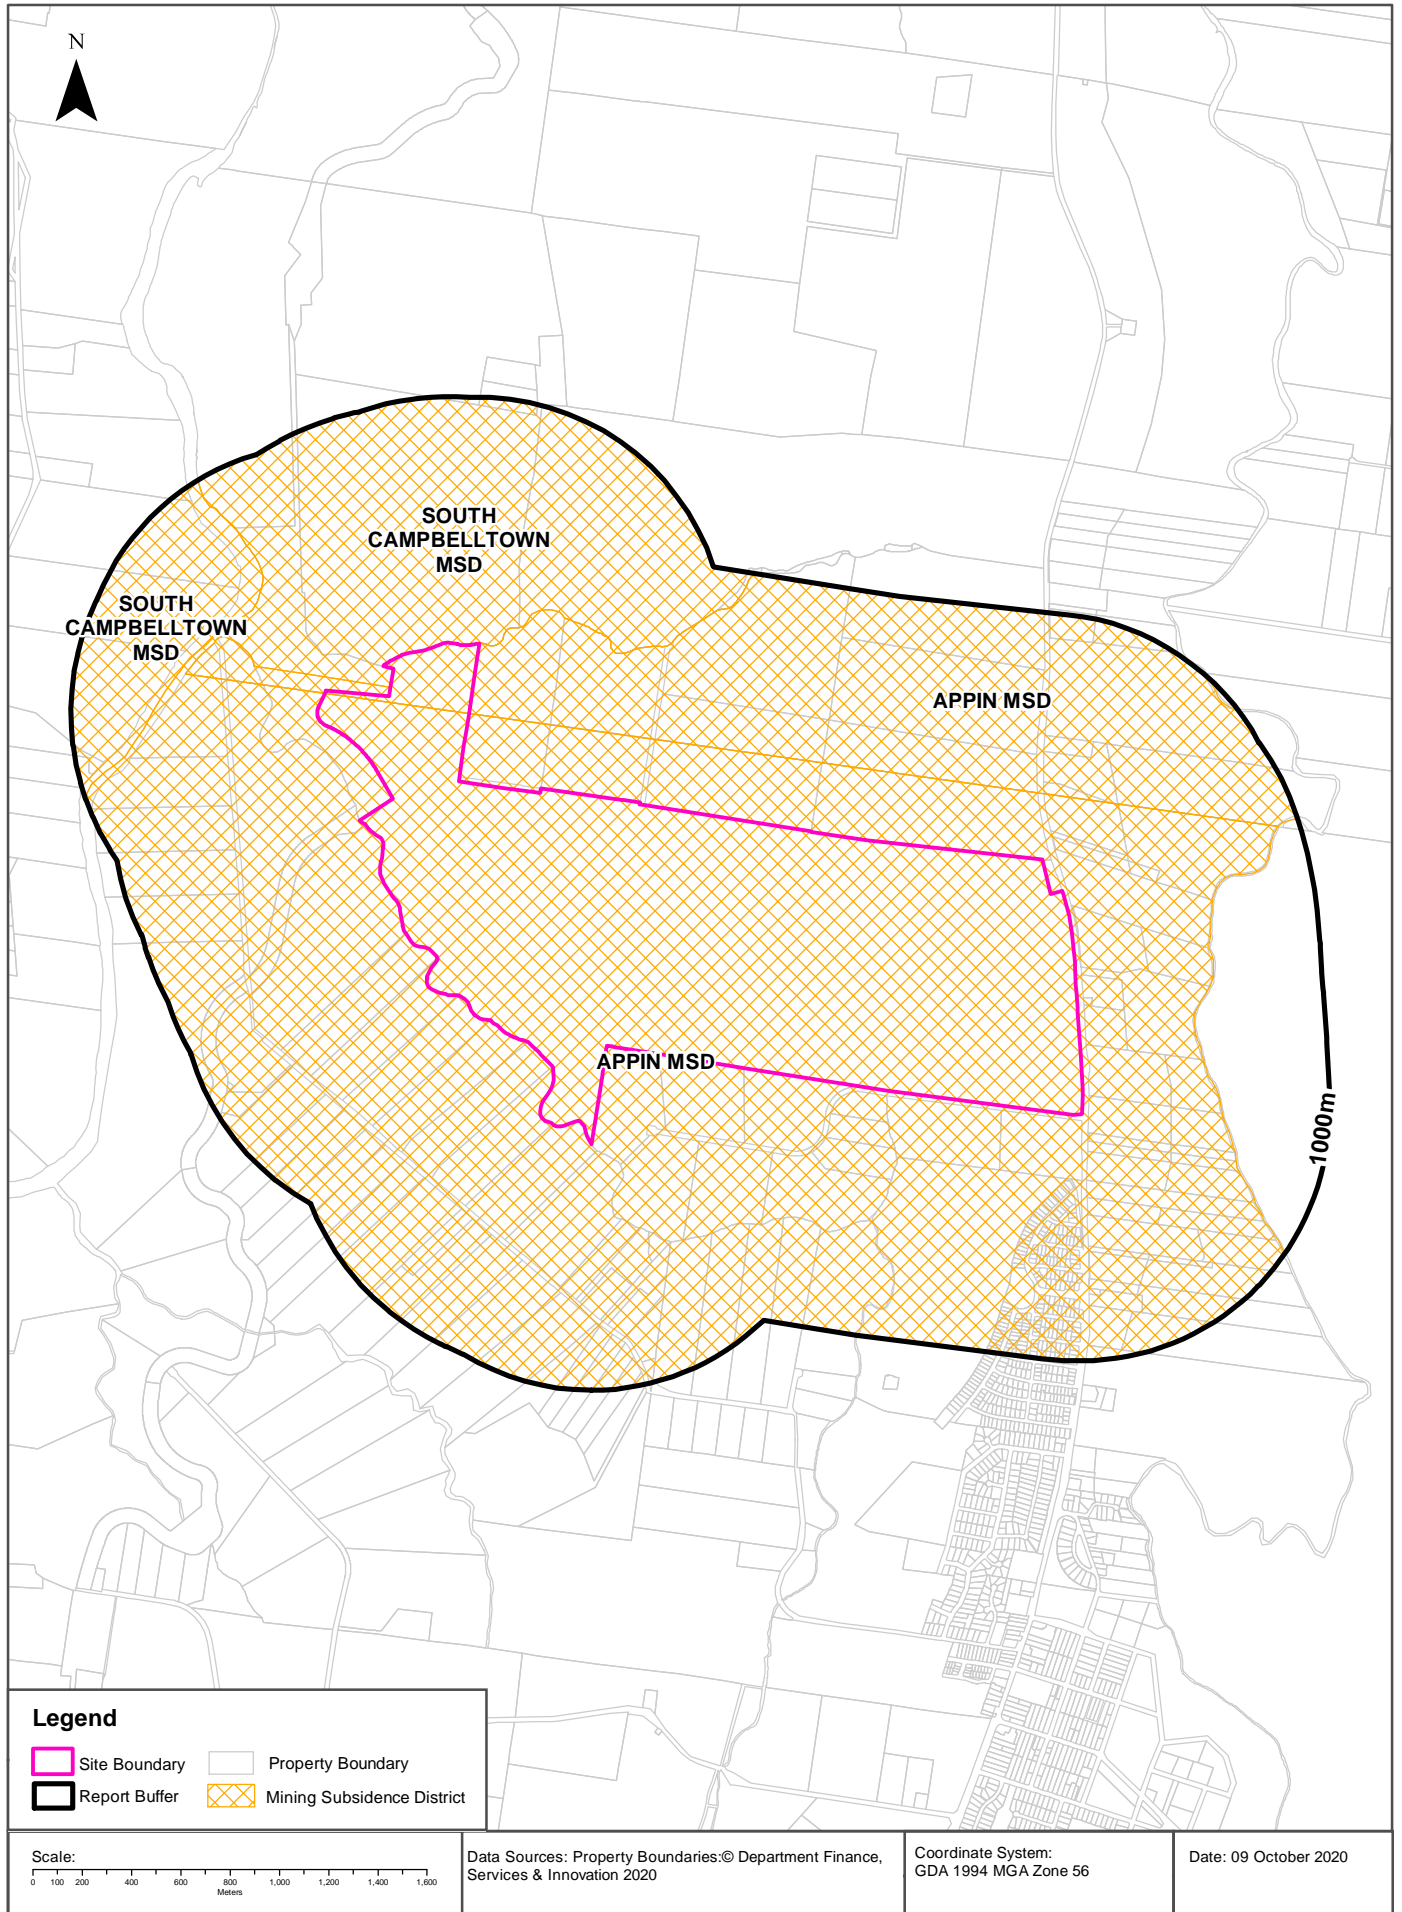 N
SOUTH
CAMPBELLTOWN
MSD
SOUTH
CAMPBELLTOWN
MSD
APPIN MSD
APPIN MSD
1000m
Legend
Site Boundary
Property Boundary
Report Buffer
Mining Subsidence District
Scale:
0 100 200 400 600 800 1,000 1,200 1,400 1,600
Meters
Data Sources: Property Boundaries:© Department Finance,
Services & Innovation 2020
Coordinate System:
GDA 1994 MGA Zone 56
Date: 09 October 2020